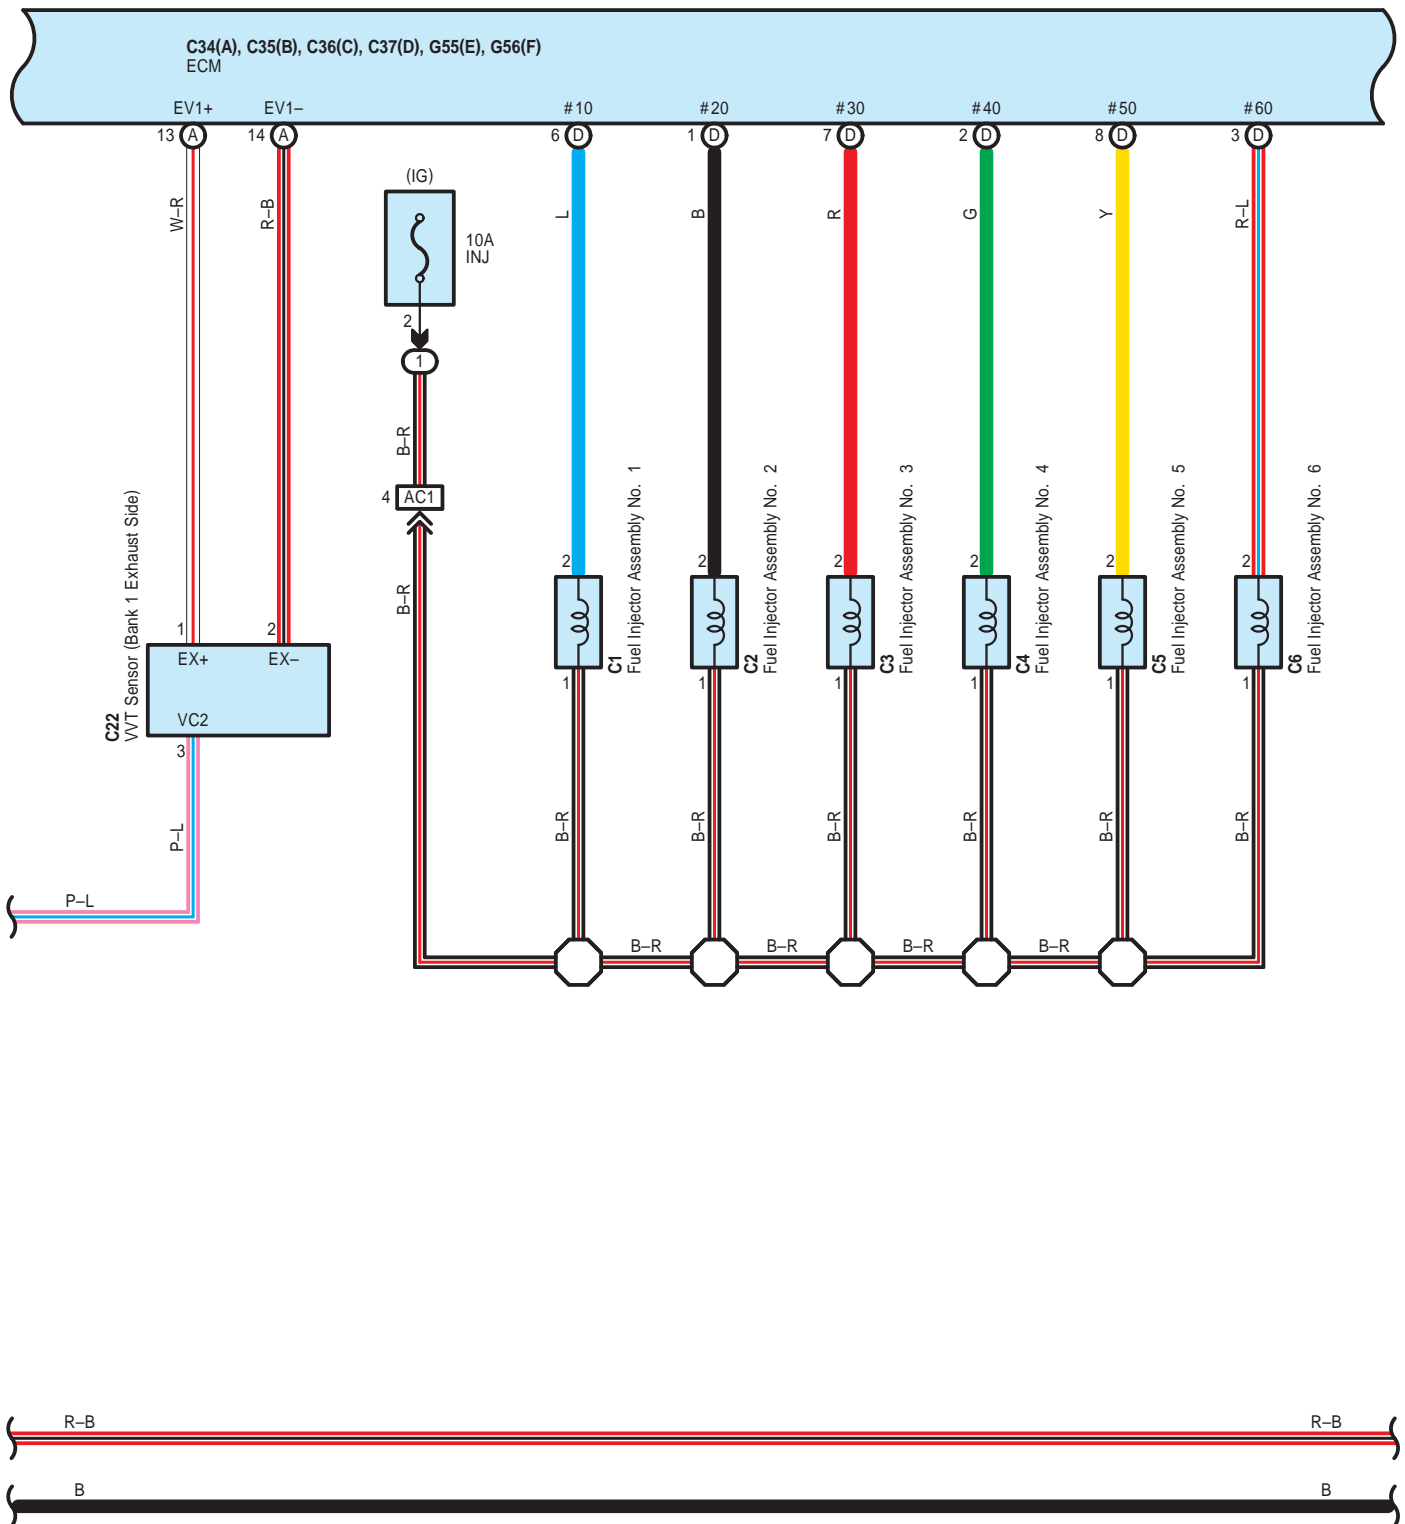 C34(A), C35(B), C36(C), C37(D), G55(E), G56(F)
ECM
EV1+ EV1– #10 #20 #30 #40 #50 #60
13 A 14 A 6 D 1 D 7 D 2 D 8 D 3 D
(IG)
W–R R–B L B R G Y R–L
10A
INJ
2
1
B–R
4 AC1
B–R
C22
VVT Sensor (Bank 1 Exhaust Side)
1 2
EX+ EX–
VC2
3
P–L
P–L
2 2 2 2 2 2
C1
Fuel Injector Assembly No. 1
C2
Fuel Injector Assembly No. 2
C3
Fuel Injector Assembly No. 3
C4
Fuel Injector Assembly No. 4
C5
Fuel Injector Assembly No. 5
C6
Fuel Injector Assembly No. 6
1 1 1 1 1 1
B–R B–R B–R B–R B–R B–R
B–R B–R B–R B–R
R–B R–B
B B